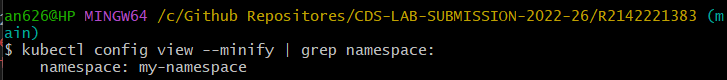 an626@HP MINGW64 /c/Github Repositores/CDS-LAB-SUBMISSION-2022-26/R2142221383 (m
ain)
$ kubectl config view --minify | grep namespace:
    namespace: my-namespace